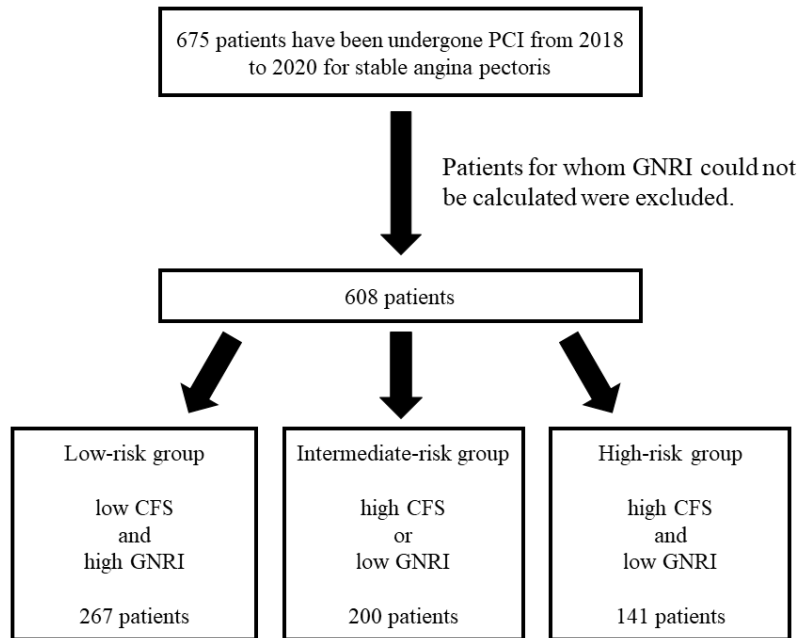 675 patients have been undergone PCI from 2018
to 2020 for stable angina pectoris
Patients for whom GNRI could not
be calculated were excluded.
608 patients
Low-risk group
low CFS
and
high GNRI
267 patients
Intermediate-risk group
high CFS
or
low GNRI
200 patients
High-risk group
high CFS
and
low GNRI
141 patients